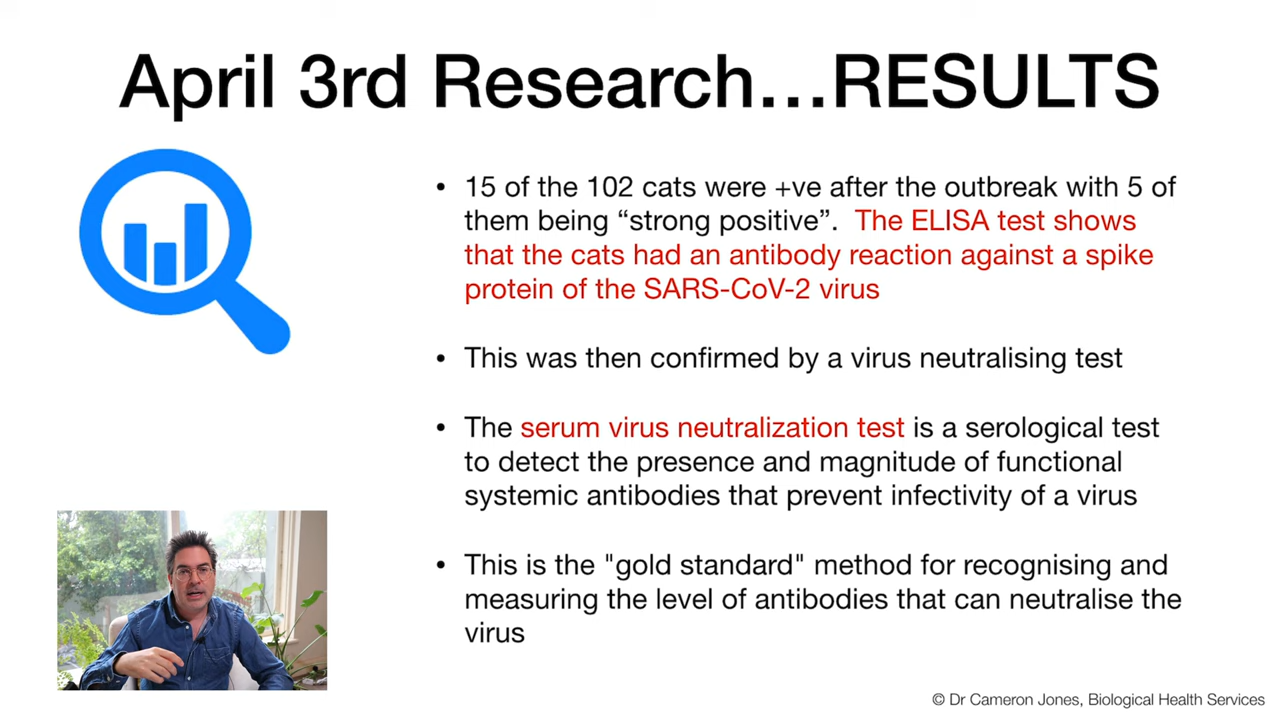 April 3rd Research...RESULTS
• 15 of the 102 cats were +ve after the outbreak with 5 of
them being “strong positive”. The ELISA test shows
that the cats had an antibody reaction against a spike
protein of the SARS-CoV-2 virus
• This was then confirmed by a virus neutralising test
• The serum virus neutralization test is a serological test
to detect the presence and magnitude of functional
systemic antibodies that prevent infectivity of a virus
• This is the "gold standard" method for recognising and
measuring the level of antibodies that can neutralise the
virus
© Dr Cameron Jones, Biological Health Services